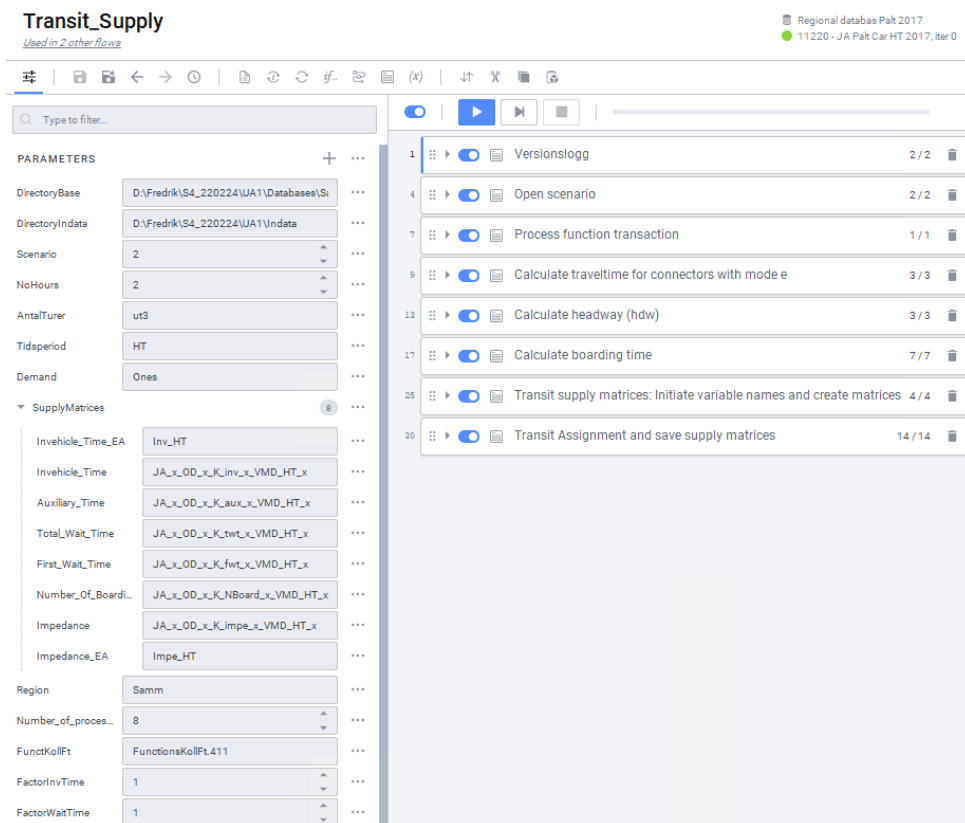 Transit_Supply
Used in 2 other flows
Regional databas Palt 2017
11220 - JA Palt Car HT 2017, iter 0
if...
(x)
Type to filter...
PARAMETERS
DirectoryBase D:\Fredrik\S4_220224\UA1\Databases\Sa
DirectoryIndata D:\Fredrik\S4_220224\UA1\Indata
Scenario 2
NoHours 2
AntalTurer ut3
Tidsperiod HT
Demand Ones
SupplyMatrices 8
Invehicle_Time_EA Inv_HT
Invehicle_Time JA_x_OD_x_K_inv_x_VMD_HT_x
Auxiliary_Time JA_x_OD_x_K_aux_x_VMD_HT_x
Total_Wait_Time JA_x_OD_x_K_twt_x_VMD_HT_x
First_Wait_Time JA_x_OD_x_K_fwt_x_VMD_HT_x
Number_Of_Boardi... JA_x_OD_x_K_NBoard_x_VMD_HT_x
Impedance JA_x_OD_x_K_impe_x_VMD_HT_x
Impedance_EA Impe_HT
Region Samm
Number_of_proces... 8
FunctKollFt FunctionsKollFt.411
FactorInvTime 1
FactorWaitTime 1
1 Versionslogg 2 / 2
4 Open scenario 2 / 2
7 Process function transaction 1 / 1
9 Calculate traveltime for connectors with mode e 3 / 3
13 Calculate headway (hdw) 3 / 3
17 Calculate boarding time 7 / 7
25 Transit supply matrices: Initiate variable names and create matrices 4 / 4
30 Transit Assignment and save supply matrices 14 / 14